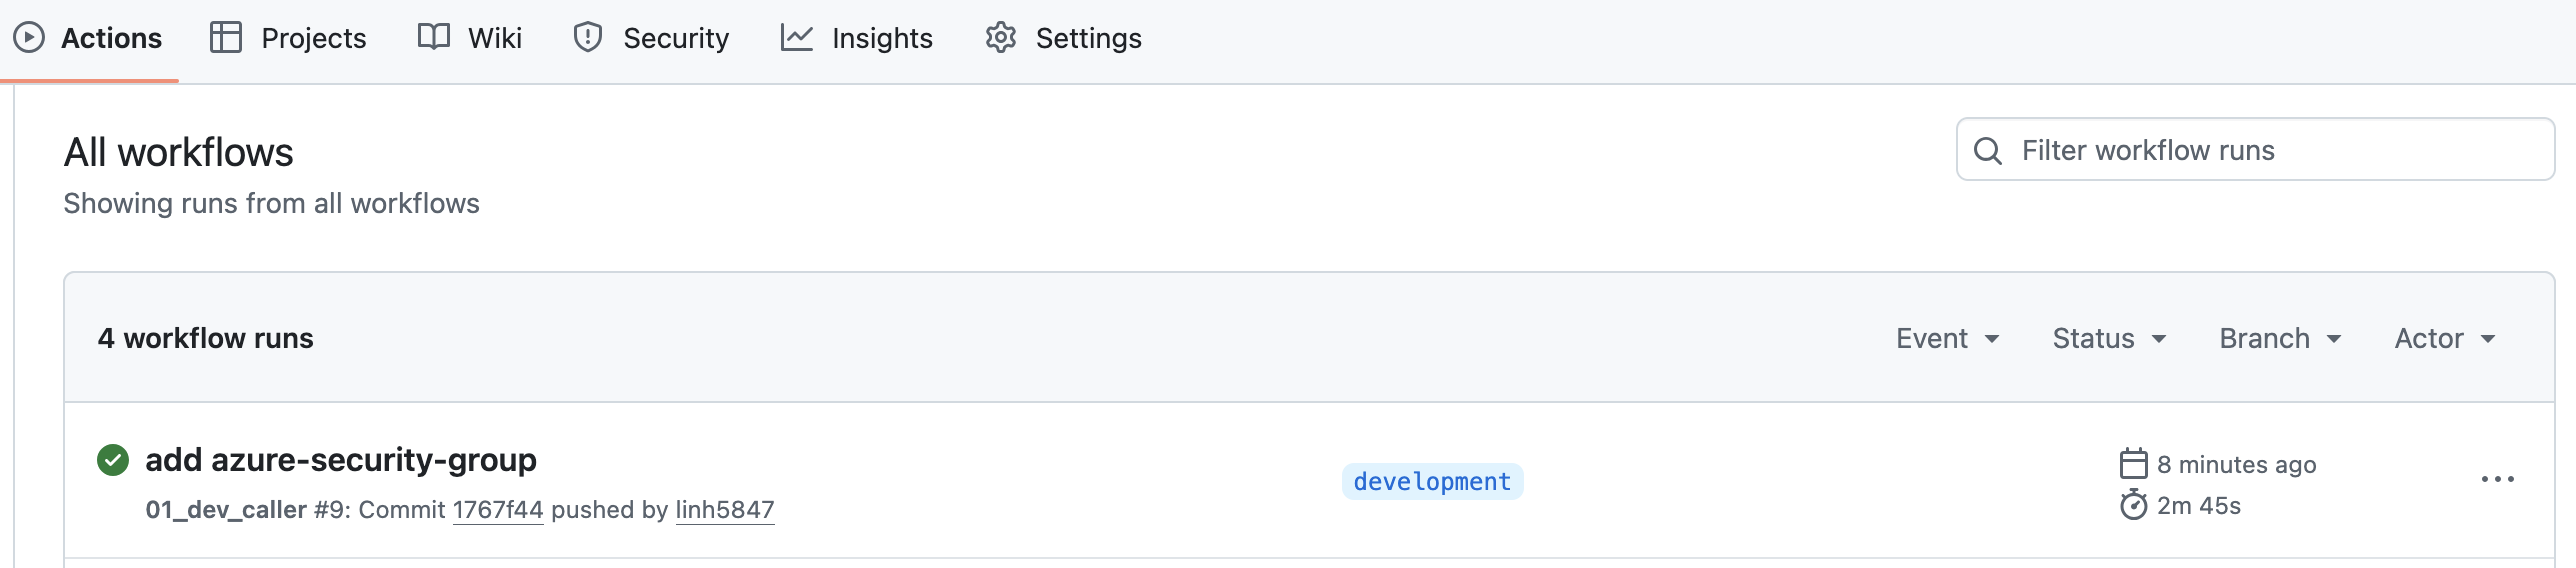 Actions Projects Wiki Security Insights Settings
All workflows
Filter workflow runs
Showing runs from all workflows
4 workflow runs Event Status Branch Actor
add azure-security-group
development
8 minutes ago
01_dev_caller #9: Commit 1767f44 pushed by linh5847
2m 45s